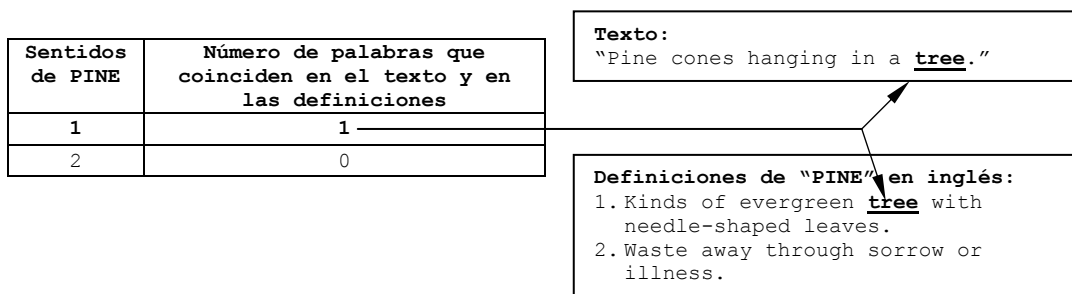 Sentidos
de PINE
Número de palabras que
coinciden en el texto y en
las definiciones
1
1
2
0
Texto:
“Pine cones hanging in a tree.”
Definiciones de “PINE” en inglés:
1. Kinds of evergreen tree with
needle-shaped leaves.
2. Waste away through sorrow or
illness.